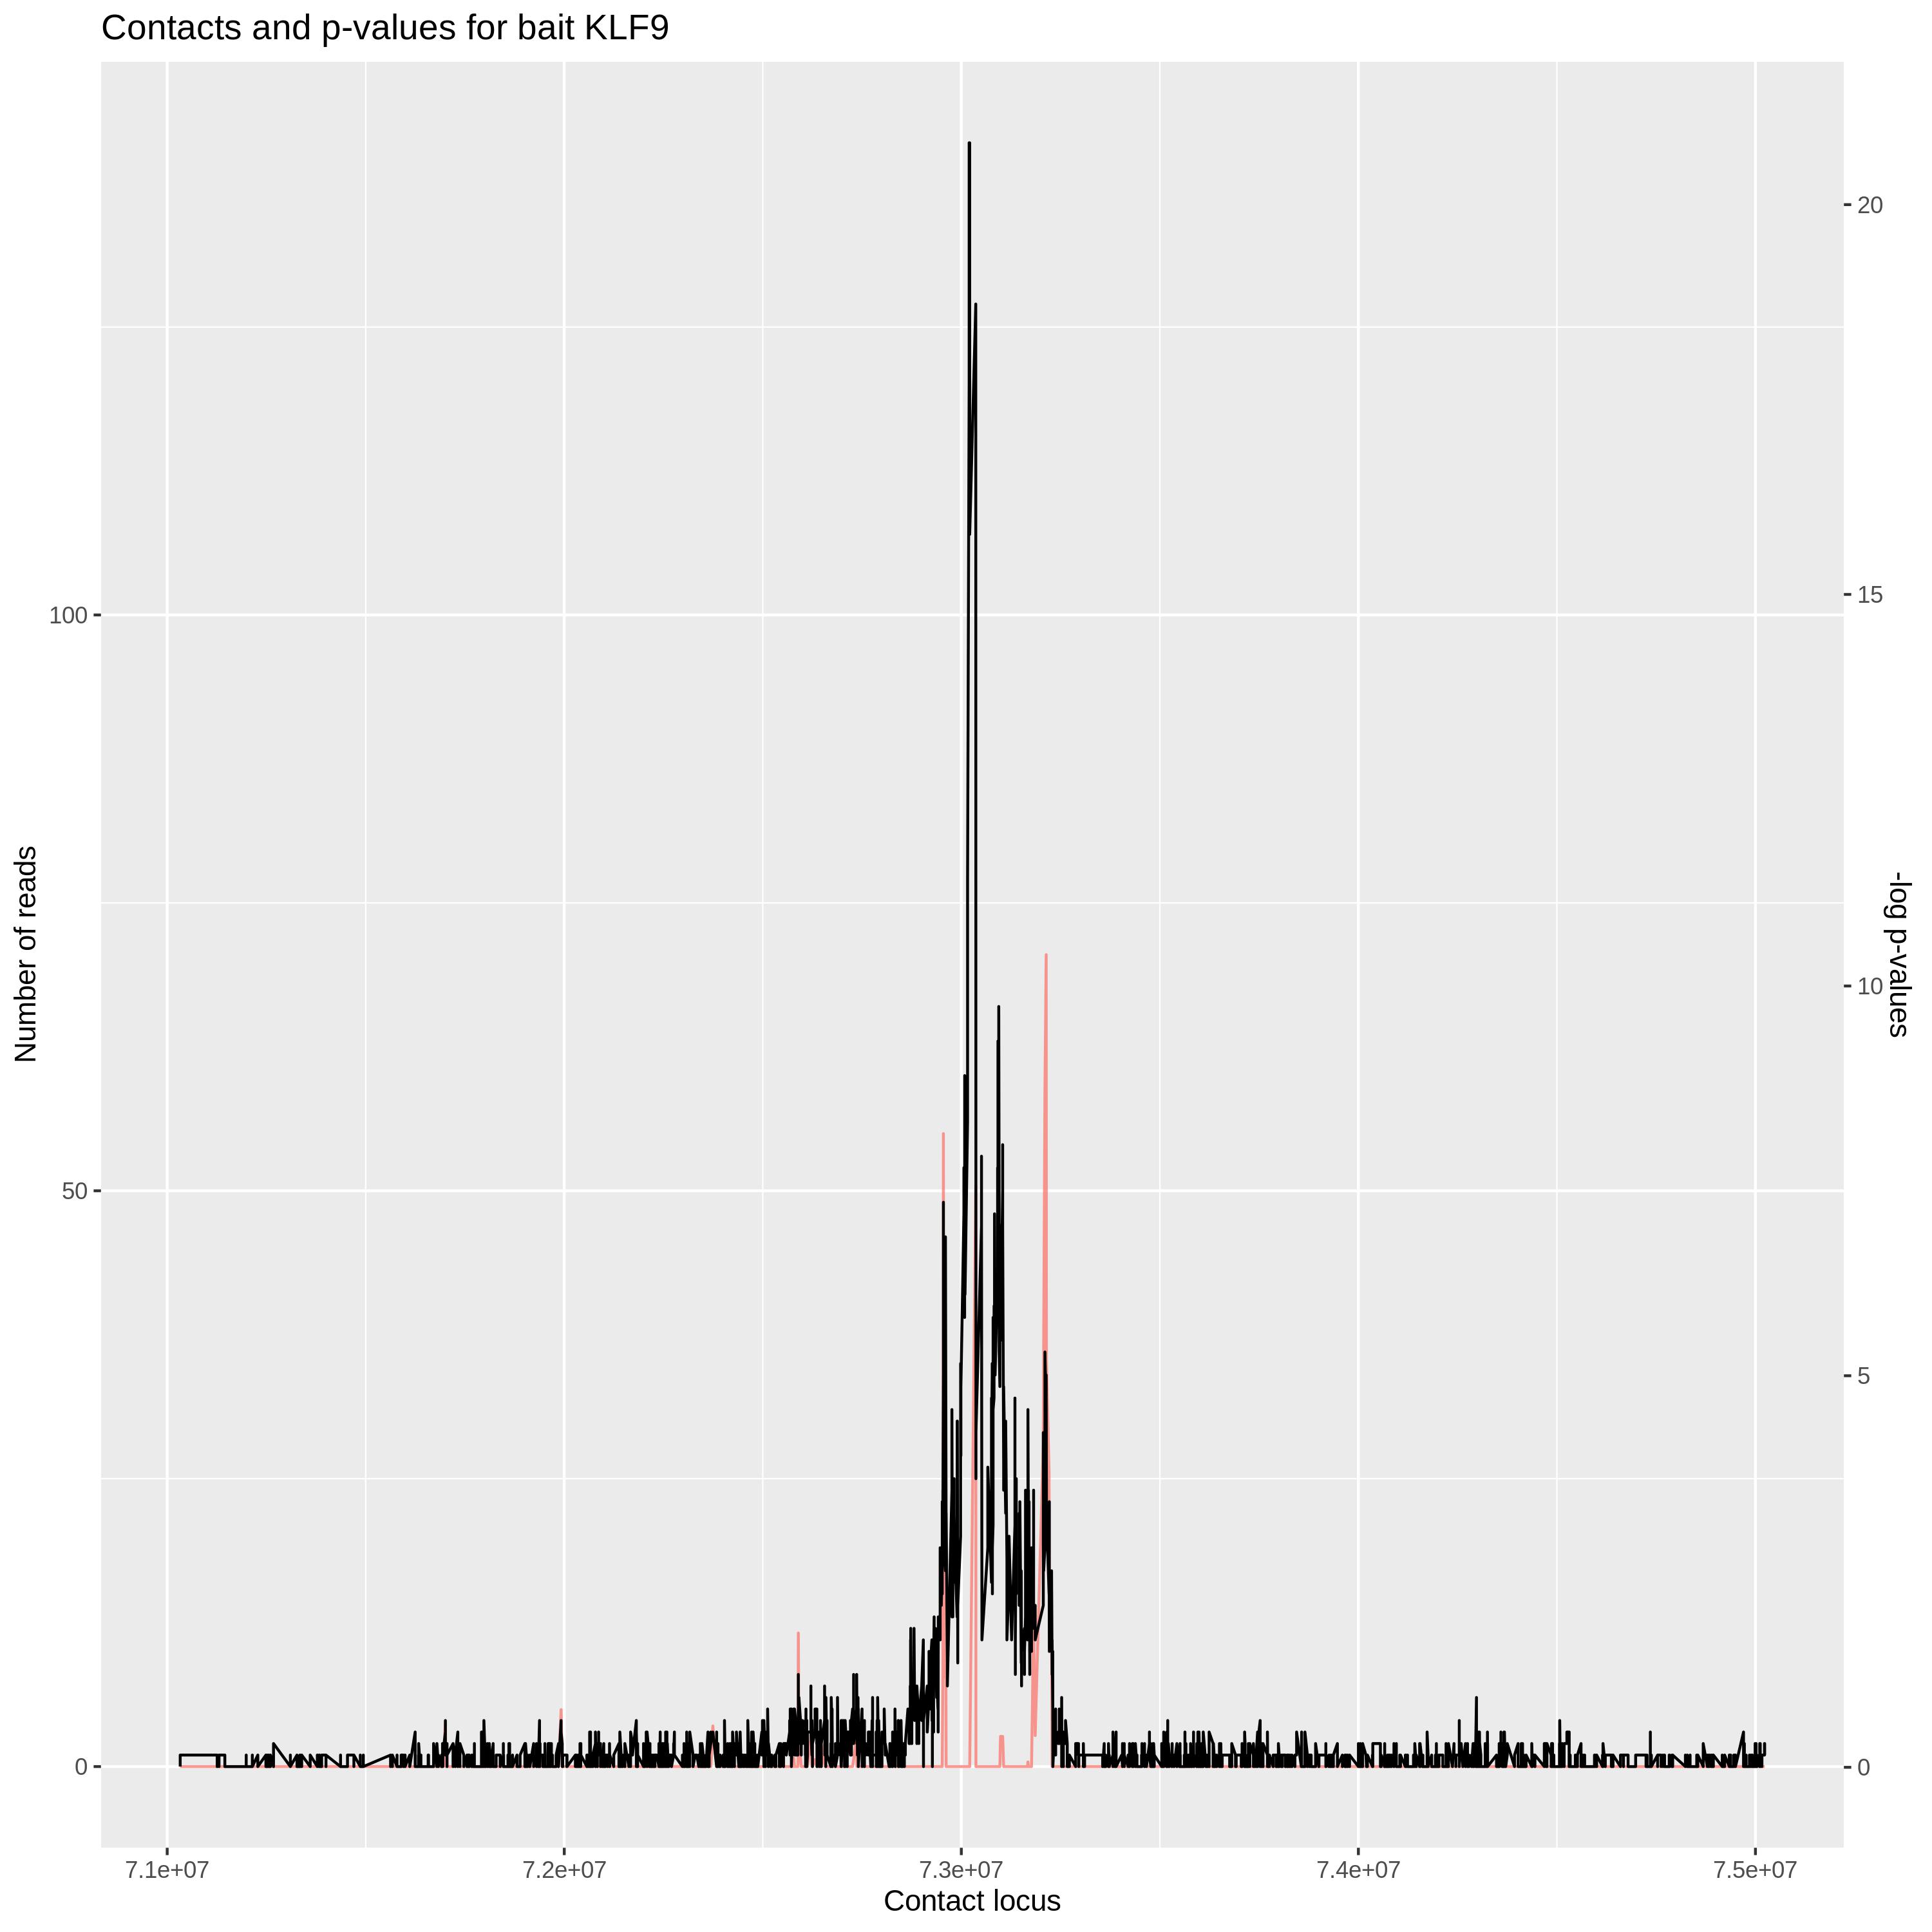 Contacts and p-values for bait KLF9
Number of reads
100
50
0
20
15
10
5
0
-log p-values
7.1e+07
7.2e+07
7.3e+07
7.4e+07
7.5e+07
Contact locus